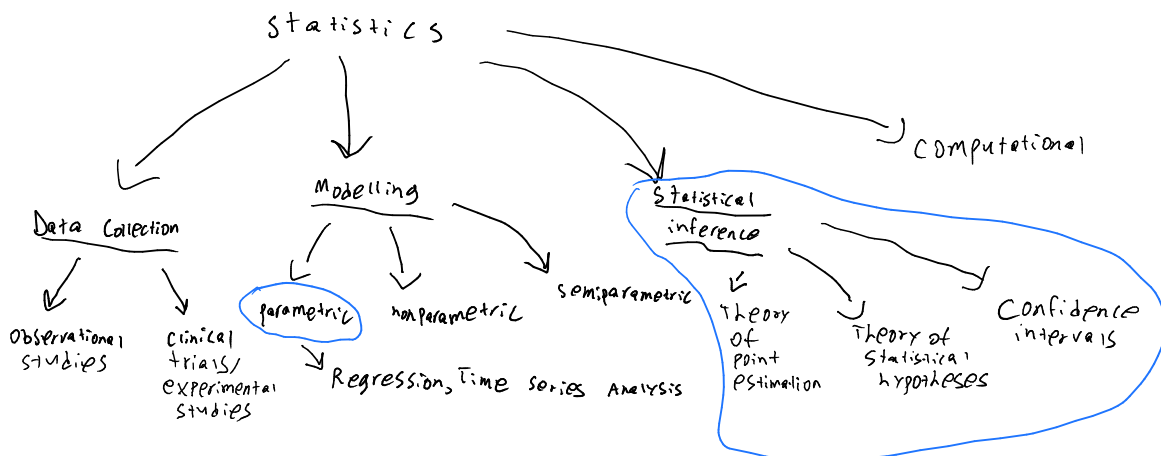 Statistics
Computational
Modelling
Statistical
inference
Data Collection
parametric
nonparametric
semiparametric
Observational
studies
Clinical
trials/
experimental
studies
Regression, Time series Analysis
Theory
of
point
estimation
Theory of
statistical
hypotheses
Confidence
intervals